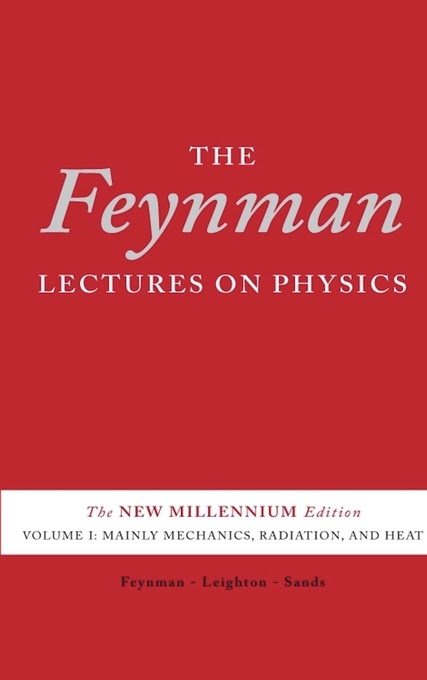 THE
Feynman
LECTURES ON PHYSICS
The NEW MILLENNIUM Edition
VOLUME I: MAINLY MECHANICS, RADIATION, AND HEAT
Feynman - Leighton - Sands